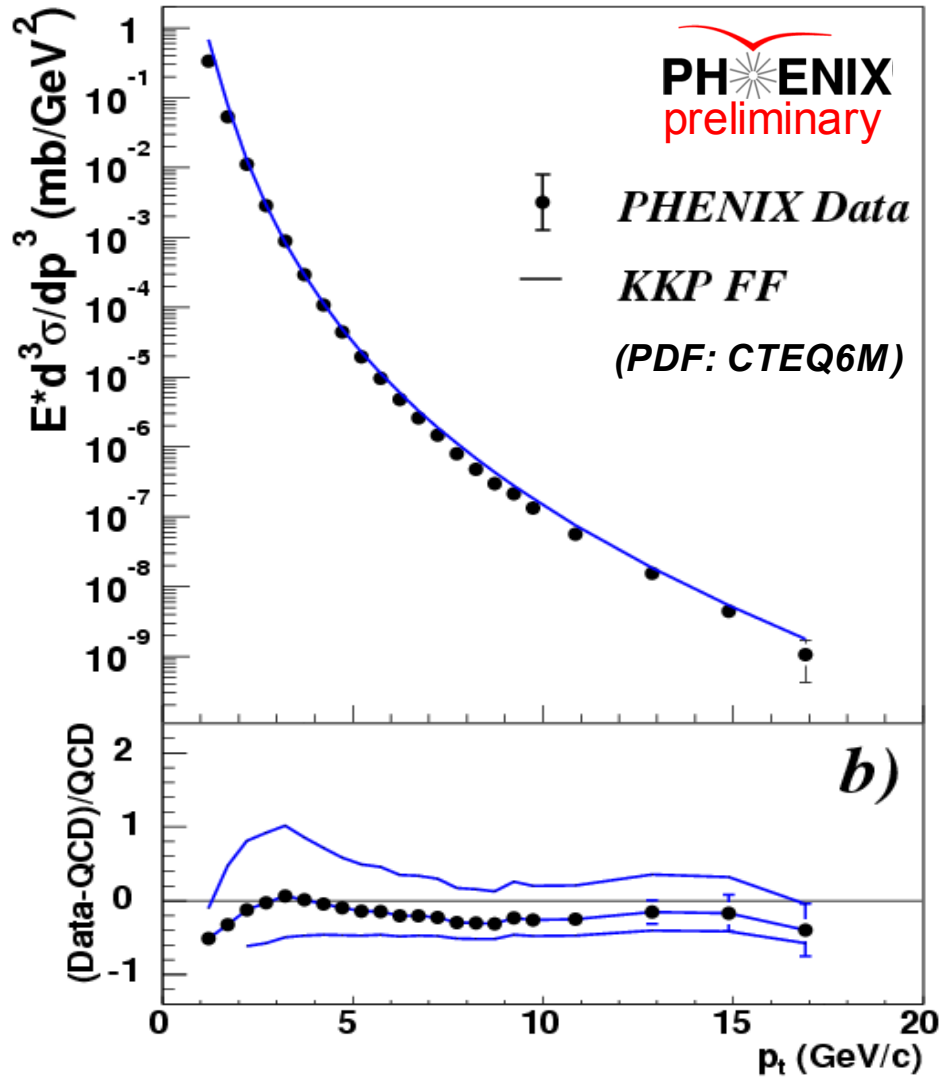 E*d³σ/dp³ (mb/GeV²)
1
10⁻¹
10⁻²
10⁻³
10⁻⁴
10⁻⁵
10⁻⁶
10⁻⁷
10⁻⁸
10⁻⁹
PHENIX
preliminary
PHENIX Data
KKP FF
(PDF: CTEQ6M)
(Data-QCD)/QCD
2
1
0
-1
b)
0 5 10 15 20
pₜ (GeV/c)